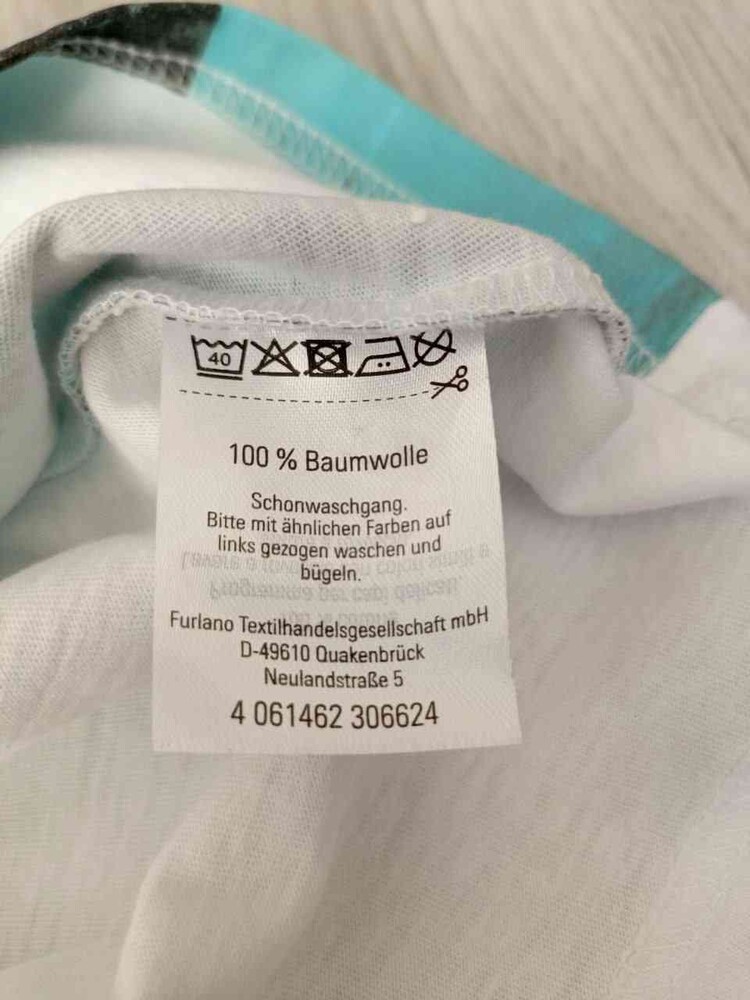 40
100 % Baumwolle
Schonwaschgang.
Bitte mit ähnlichen Farben auf
links gezogen waschen und
bügeln.
Furlano Textilhandelsgesellschaft mbH
D-49610 Quakenbrück
Neulandstraße 5
4 061462 306624